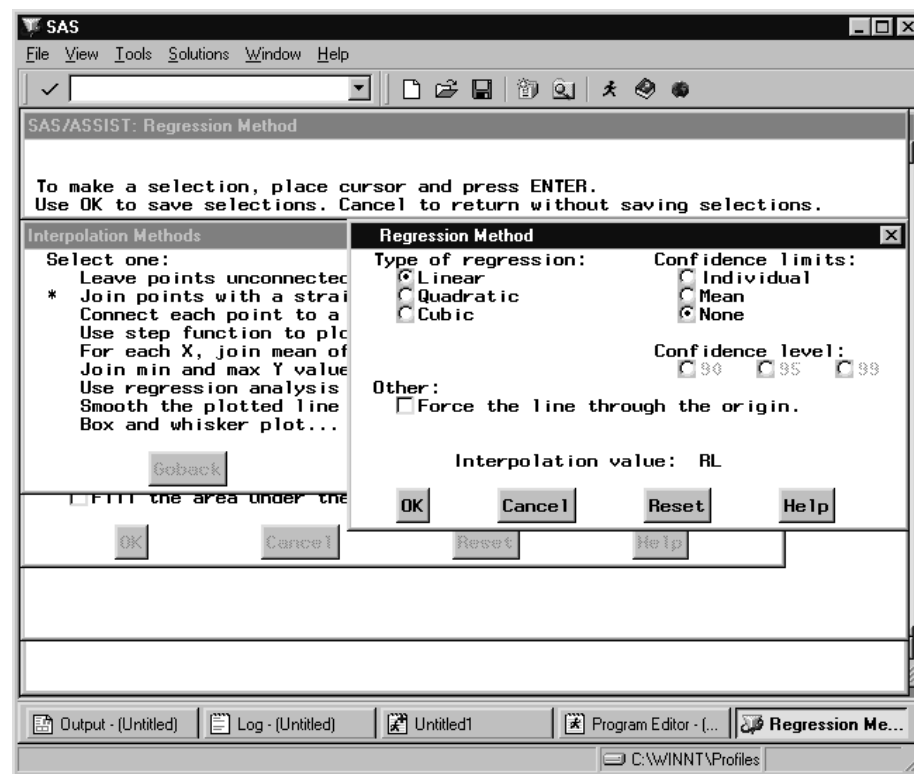 SAS
File View Tools Solutions Window Help
SAS/ASSIST: Regression Method
To make a selection, place cursor and press ENTER.
Use OK to save selections. Cancel to return without saving selections.
Interpolation Methods
Select one:
Leave points unconnected
* Join points with a strai
Connect each point to a
Use step function to plo
For each X, join mean of
Join min and max Y value
Use regression analysis
Smooth the plotted line
Box and whisker plot...
Goback
Regression Method
Type of regression: Confidence limits:
Linear Individual
Quadratic Mean
Cubic None
Confidence level:
90 95 99
Other:
Force the line through the origin.
Interpolation value: RL
OK Cancel Reset Help
Fill the area under the
OK Cancel Reset Help
Output - (Untitled) Log - (Untitled) Untitled1 Program Editor - (... Regression Me...
C:\WINNT\Profiles